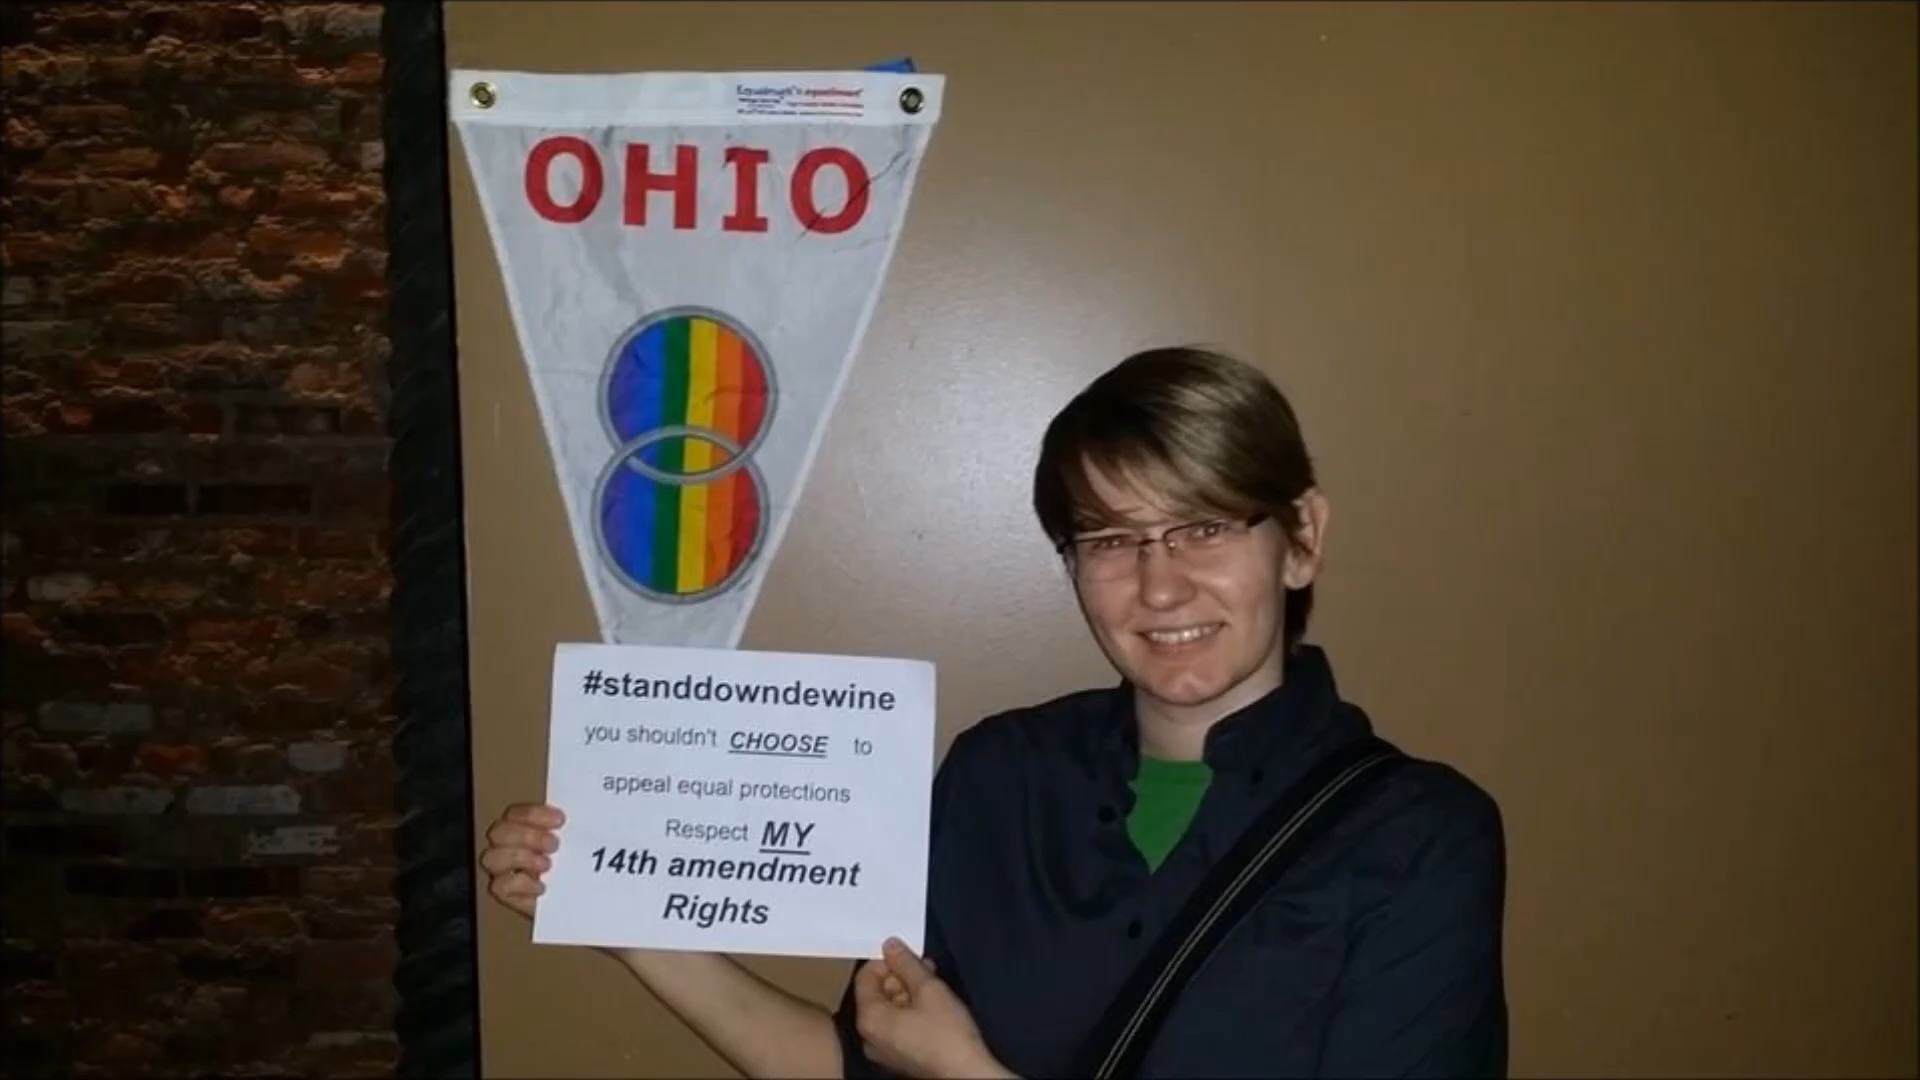 OHIO
#standdowndewine
you shouldn't CHOOSE to
appeal equal protections
Respect MY
14th amendment
Rights